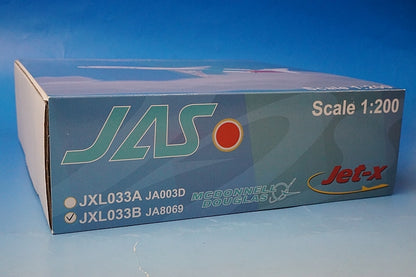 Scale 1:200
JAS
JXL033A JA003D
JXL033B JA8069
MCDONNELL
DOUGLAS
Jet-x